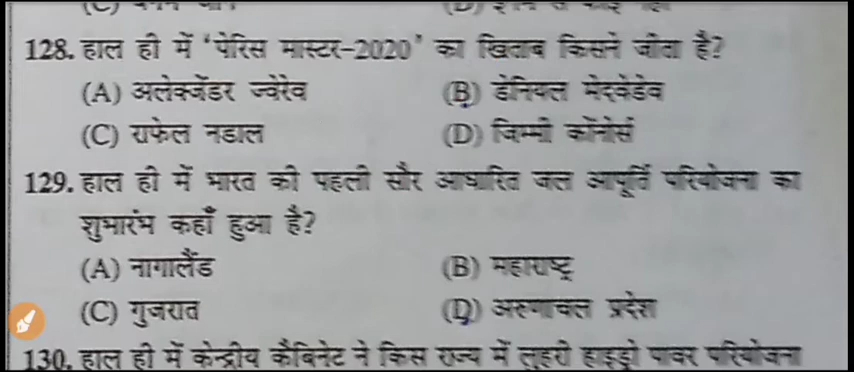 128. हाल ही में 'पेरिस मास्टर-2020' का खिताब किसने जीता है?
(A) अलेक्जेंडर ज्वेरेव (B) डेनियल मेदवेडेव
(C) राफेल नडाल (D) जिम्मी कोंनोर्स
129. हाल ही में भारत की पहली सौर आधारित जल आपूर्ति परियोजना का
शुभारंभ कहाँ हुआ है?
(A) नागालैंड (B) महाराष्ट्र
(C) गुजरात (D) अरुणाचल प्रदेश
130. हाल ही में केन्द्रीय कैबिनेट ने किस राज्य में लुहरी हाइड्रो पावर परियोजना